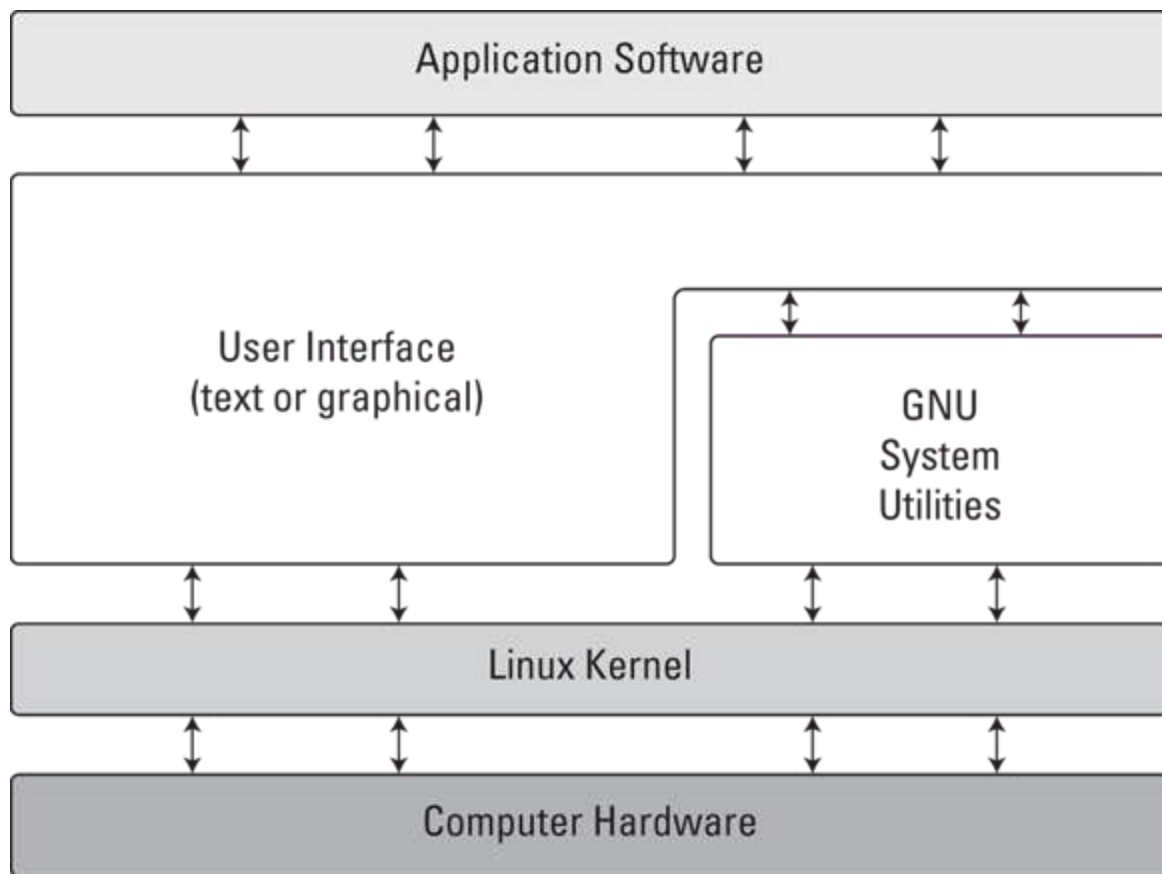 Application Software
User Interface
(text or graphical)
GNU
System
Utilities
Linux Kernel
Computer Hardware